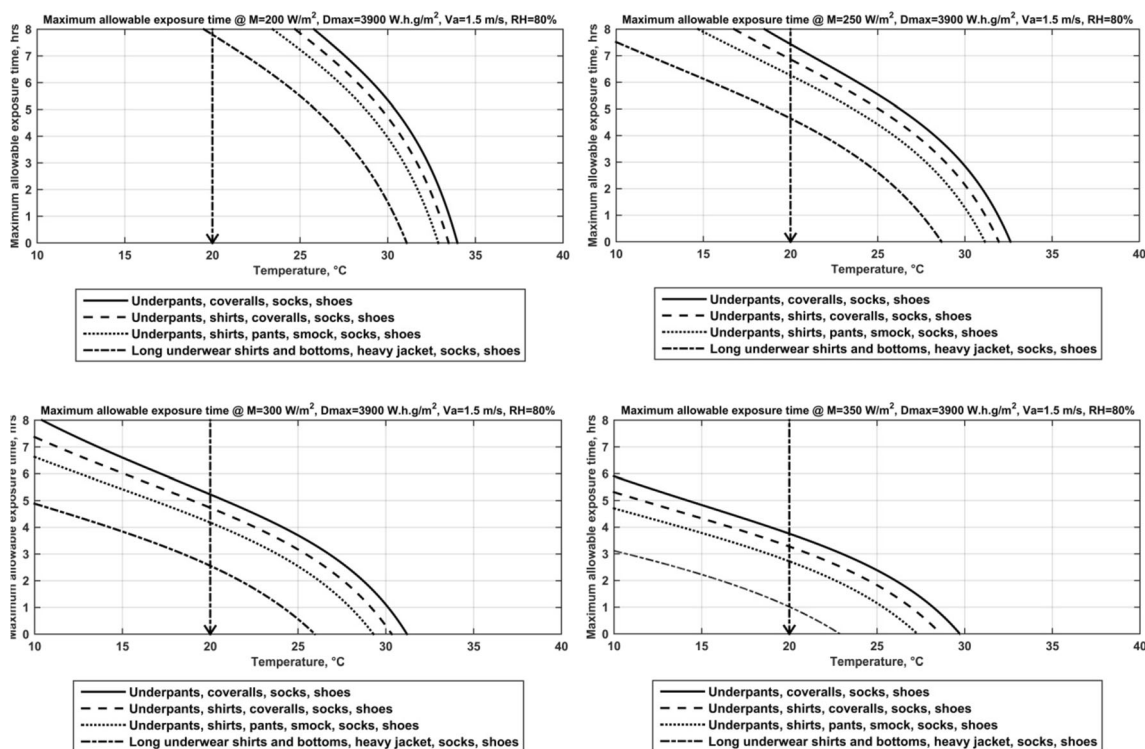 Maximum allowable exposure time @ M=200 W/m², Dmax=3900 W.h.g/m², Va=1.5 m/s, RH=80%
Maximum allowable exposure time, hrs
8
7
6
5
4
3
2
1
0
10 15 20 25 30 35 40
Temperature, °C
Underpants, coveralls, socks, shoes
Underpants, shirts, coveralls, socks, shoes
Underpants, shirts, pants, smock, socks, shoes
Long underwear shirts and bottoms, heavy jacket, socks, shoes
Maximum allowable exposure time @ M=250 W/m², Dmax=3900 W.h.g/m², Va=1.5 m/s, RH=80%
Maximum allowable exposure time, hrs
8
7
6
5
4
3
2
1
0
10 15 20 25 30 35 40
Temperature, °C
Underpants, coveralls, socks, shoes
Underpants, shirts, coveralls, socks, shoes
Underpants, shirts, pants, smock, socks, shoes
Long underwear shirts and bottoms, heavy jacket, socks, shoes
Maximum allowable exposure time @ M=300 W/m², Dmax=3900 W.h.g/m², Va=1.5 m/s, RH=80%
Maximum allowable exposure time, hrs
8
7
6
5
4
3
2
1
0
10 15 20 25 30 35 40
Temperature, °C
Underpants, coveralls, socks, shoes
Underpants, shirts, coveralls, socks, shoes
Underpants, shirts, pants, smock, socks, shoes
Long underwear shirts and bottoms, heavy jacket, socks, shoes
Maximum allowable exposure time @ M=350 W/m², Dmax=3900 W.h.g/m², Va=1.5 m/s, RH=80%
Maximum allowable exposure time, hrs
8
7
6
5
4
3
2
1
0
10 15 20 25 30 35 40
Temperature, °C
Underpants, coveralls, socks, shoes
Underpants, shirts, coveralls, socks, shoes
Underpants, shirts, pants, smock, socks, shoes
Long underwear shirts and bottoms, heavy jacket, socks, shoes